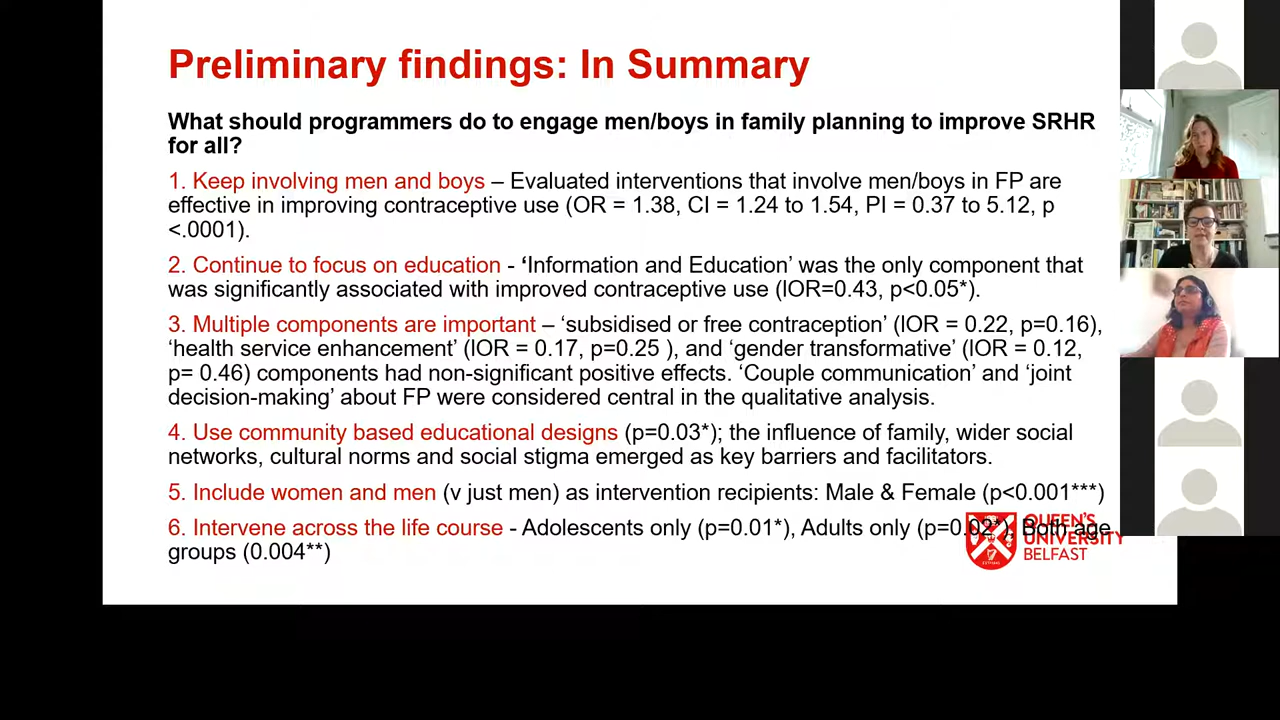 Preliminary findings: In Summary
What should programmers do to engage men/boys in family planning to improve SRHR
for all?
1. Keep involving men and boys – Evaluated interventions that involve men/boys in FP are
effective in improving contraceptive use (OR = 1.38, CI = 1.24 to 1.54, PI = 0.37 to 5.12, p
<.0001).
2. Continue to focus on education - ‘Information and Education’ was the only component that
was significantly associated with improved contraceptive use (IOR=0.43, p<0.05*).
3. Multiple components are important – ‘subsidised or free contraception’ (IOR = 0.22, p=0.16),
‘health service enhancement’ (IOR = 0.17, p=0.25 ), and ‘gender transformative’ (IOR = 0.12,
p= 0.46) components had non-significant positive effects. ‘Couple communication’ and ‘joint
decision-making’ about FP were considered central in the qualitative analysis.
4. Use community based educational designs (p=0.03*); the influence of family, wider social
networks, cultural norms and social stigma emerged as key barriers and facilitators.
5. Include women and men (v just men) as intervention recipients: Male & Female (p<0.001***)
6. Intervene across the life course - Adolescents only (p=0.01*), Adults only (p=0.02*), Both age
groups (0.004**)
QUEEN'S
UNIVERSITY
BELFAST